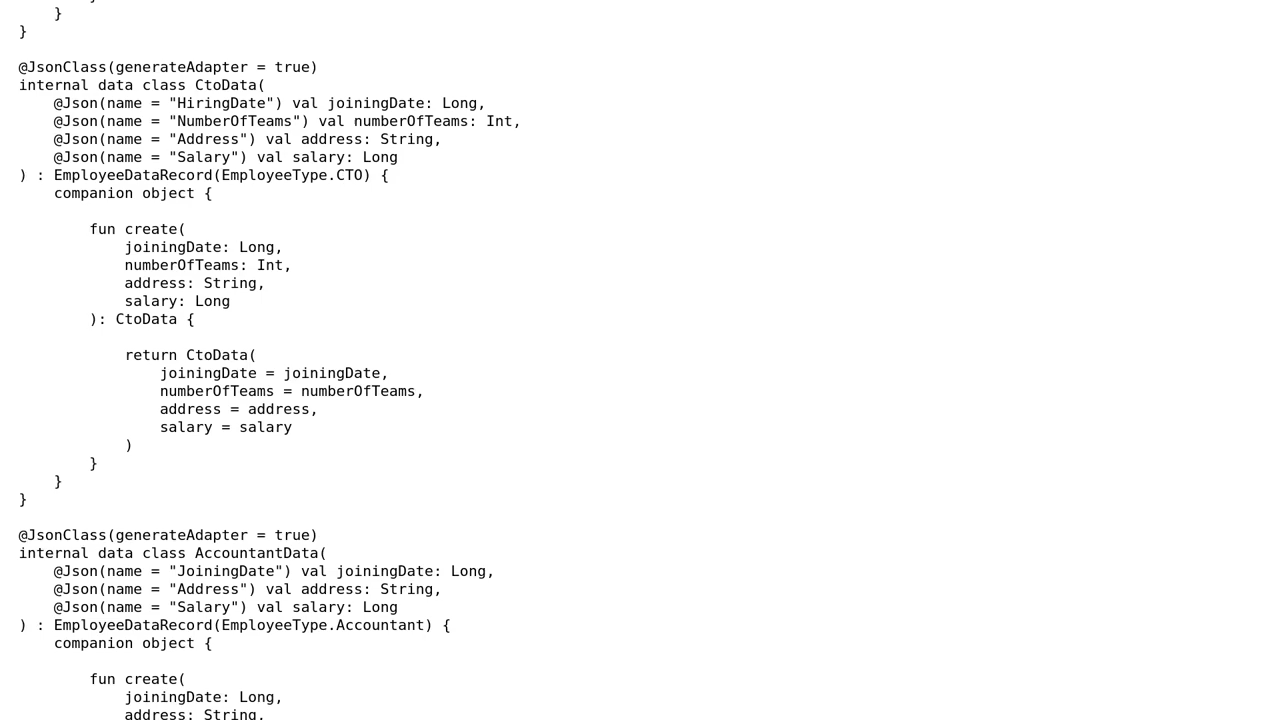 }
}

@JsonClass(generateAdapter = true)
internal data class CtoData(
    @Json(name = "HiringDate") val joiningDate: Long,
    @Json(name = "NumberOfTeams") val numberOfTeams: Int,
    @Json(name = "Address") val address: String,
    @Json(name = "Salary") val salary: Long
) : EmployeeDataRecord(EmployeeType.CTO) {
    companion object {

        fun create(
            joiningDate: Long,
            numberOfTeams: Int,
            address: String,
            salary: Long
        ): CtoData {

            return CtoData(
                joiningDate = joiningDate,
                numberOfTeams = numberOfTeams,
                address = address,
                salary = salary
            )
        }
    }
}

@JsonClass(generateAdapter = true)
internal data class AccountantData(
    @Json(name = "JoiningDate") val joiningDate: Long,
    @Json(name = "Address") val address: String,
    @Json(name = "Salary") val salary: Long
) : EmployeeDataRecord(EmployeeType.Accountant) {
    companion object {

        fun create(
            joiningDate: Long,
            address: String,